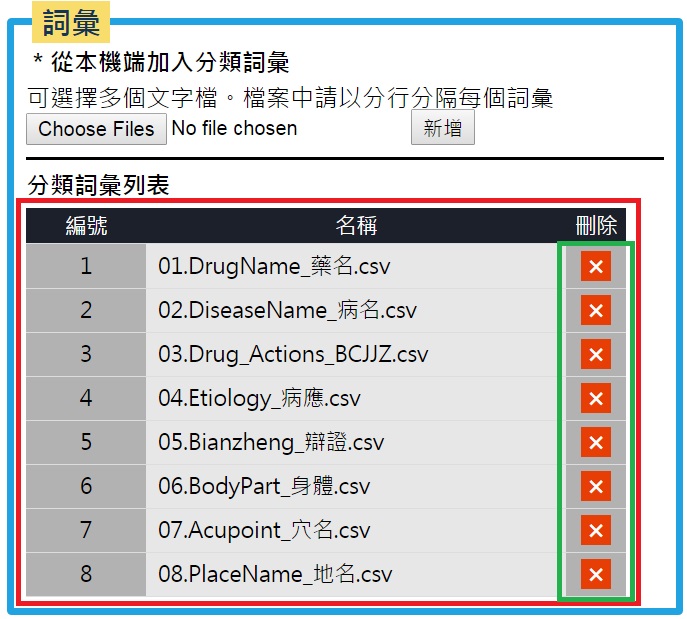 詞彙
* 從本機端加入分類詞彙
可選擇多個文字檔。檔案中請以分行分隔每個詞彙
Choose Files No file chosen 新增
分類詞彙列表
編號 名稱 刪除
1 01.DrugName_藥名.csv ×
2 02.DiseaseName_病名.csv ×
3 03.Drug_Actions_BCJJZ.csv ×
4 04.Etiology_病應.csv ×
5 05.Bianzheng_辯證.csv ×
6 06.BodyPart_身體.csv ×
7 07.Acupoint_穴名.csv ×
8 08.PlaceName_地名.csv ×